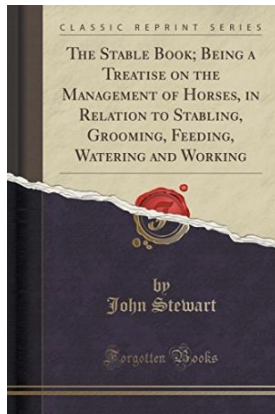 CLASSIC REPRINT SERIES
THE STABLE BOOK; BEING A
TREATISE ON THE
MANAGEMENT OF HORSES, IN
RELATION TO STABLING,
GROOMING, FEEDING,
WATERING AND WORKING
by
John Stewart
Forgotten Books